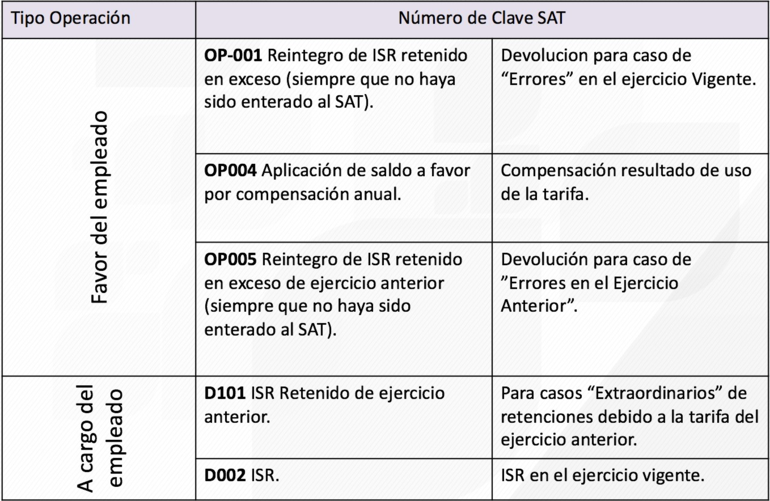 Tipo Operación
Número de Clave SAT
Favor del empleado
OP-001 Reintegro de ISR retenido
en exceso (siempre que no haya
sido enterado al SAT).
Devolucion para caso de
“Errores” en el ejercicio Vigente.
OP004 Aplicación de saldo a favor
por compensación anual.
Compensación resultado de uso
de la tarifa.
OP005 Reintegro de ISR retenido
en exceso de ejercicio anterior
(siempre que no haya sido
enterado al SAT).
Devolución para caso de
”Errores en el Ejercicio
Anterior”.
A cargo del
empleado
D101 ISR Retenido de ejercicio
anterior.
Para casos “Extraordinarios” de
retenciones debido a la tarifa del
ejercicio anterior.
D002 ISR.
ISR en el ejercicio vigente.